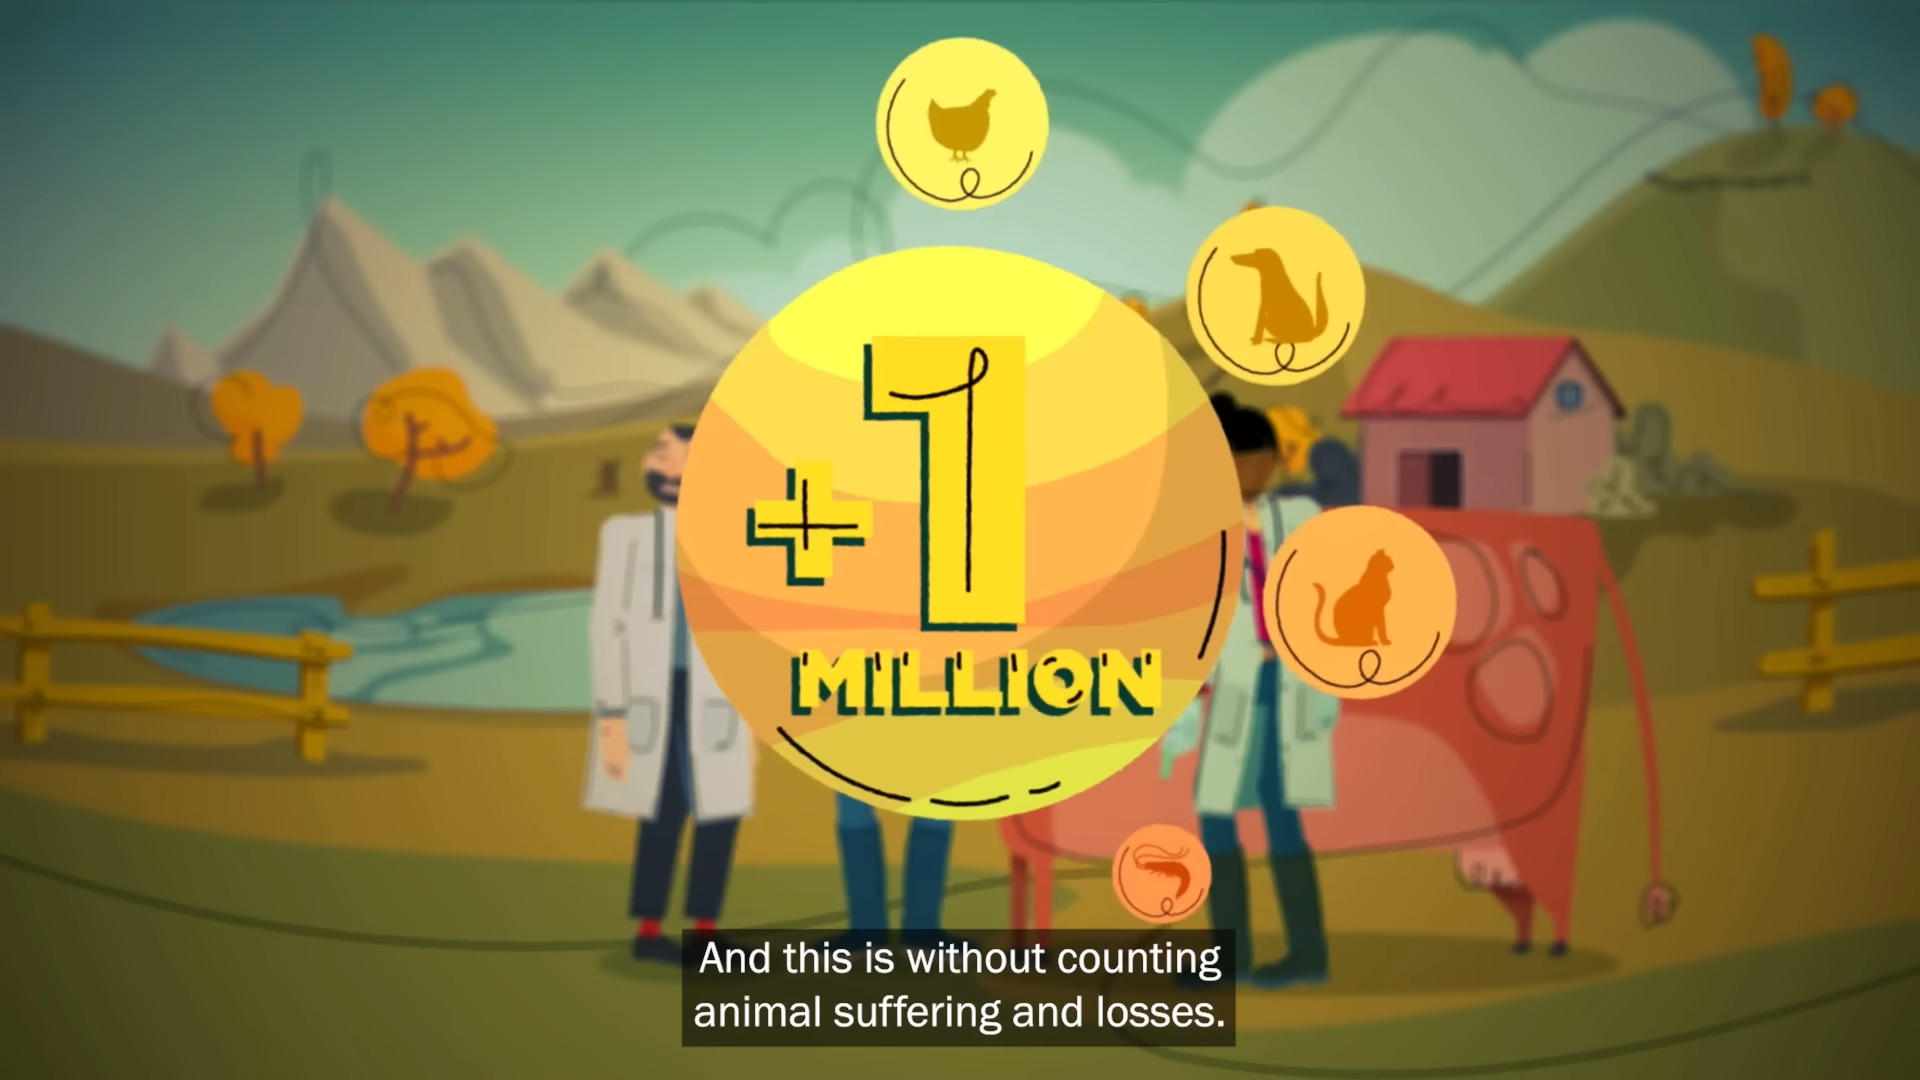 +1
MILLION
And this is without counting
animal suffering and losses.